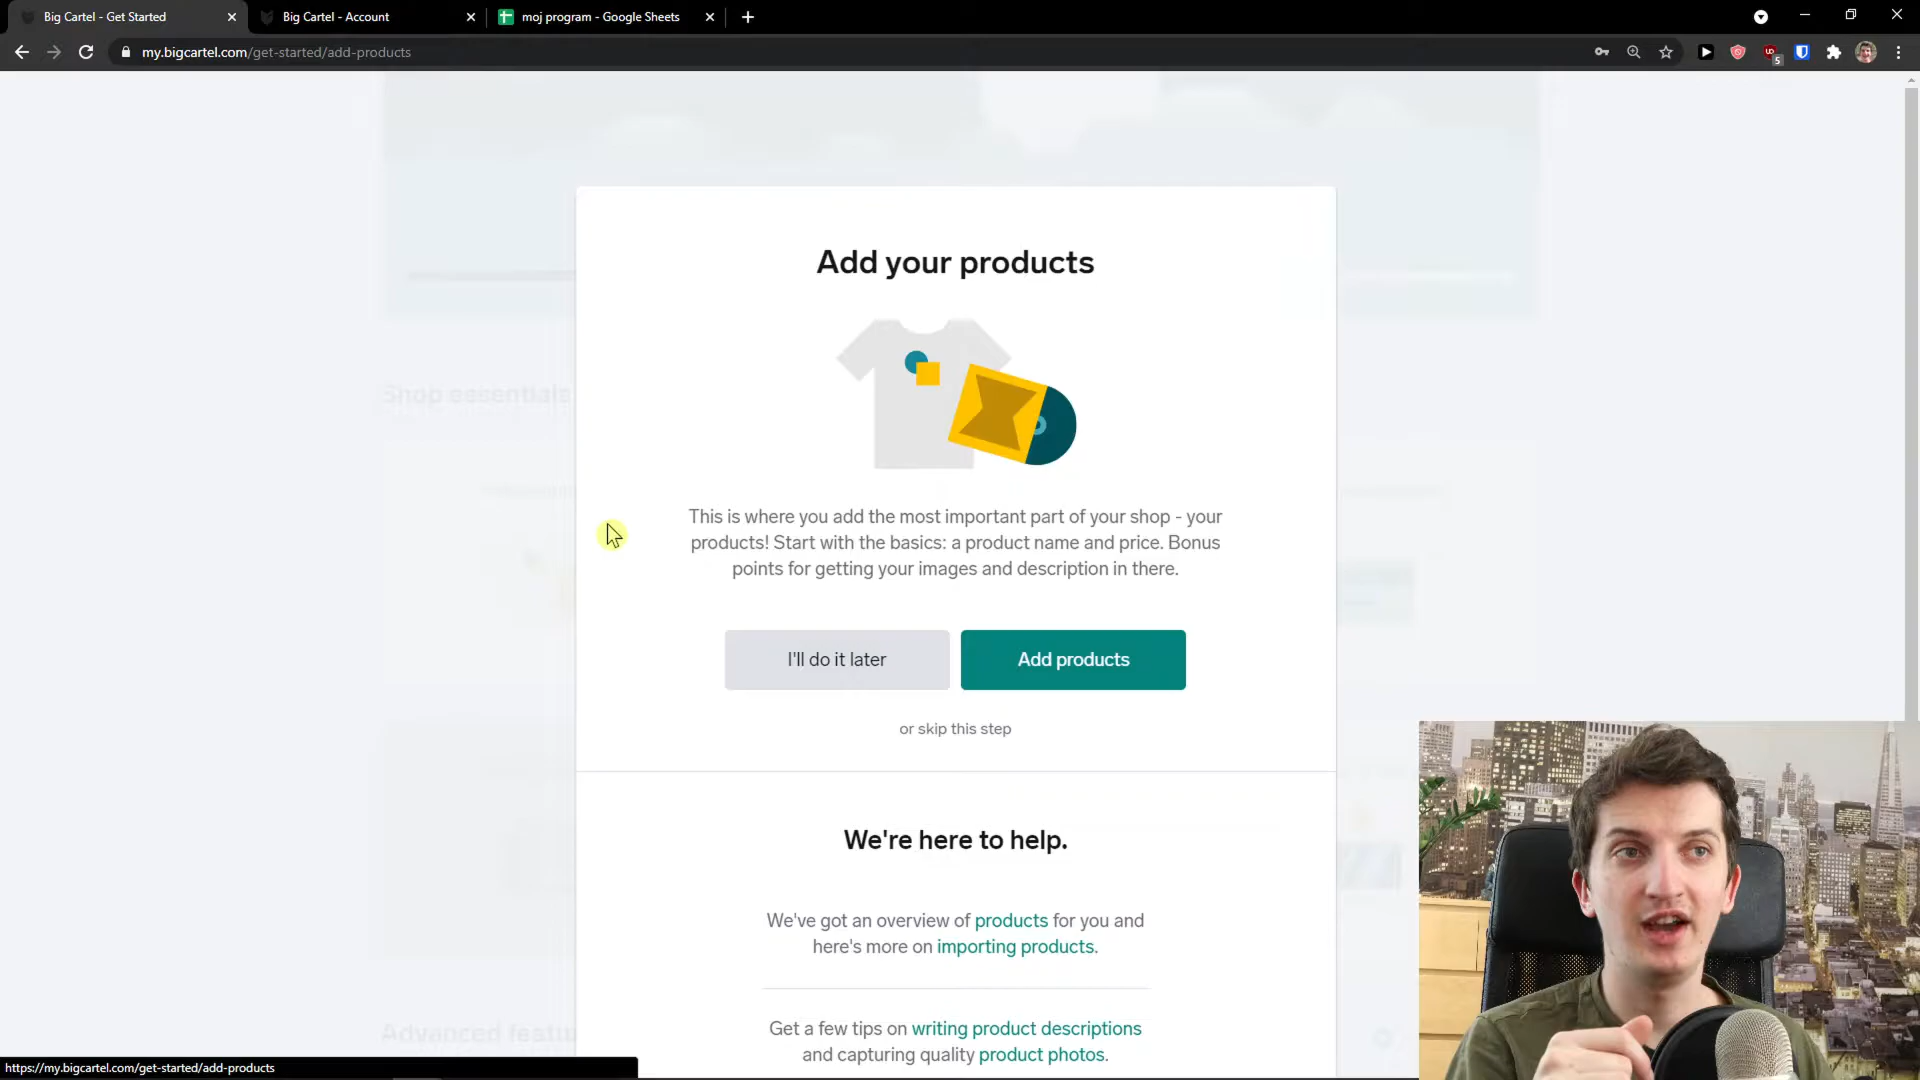 Big Cartel - Get Started
Big Cartel - Account
moj program - Google Sheets
my.bigcartel.com/get-started/add-products
5
Add your products
This is where you add the most important part of your shop - your
products! Start with the basics: a product name and price. Bonus
points for getting your images and description in there.
I'll do it later
Add products
or skip this step
We're here to help.
We've got an overview of products for you and
here's more on importing products.
Get a few tips on writing product descriptions
and capturing quality product photos.
Shop essentials
Advanced featu
https://my.bigcartel.com/get-started/add-products